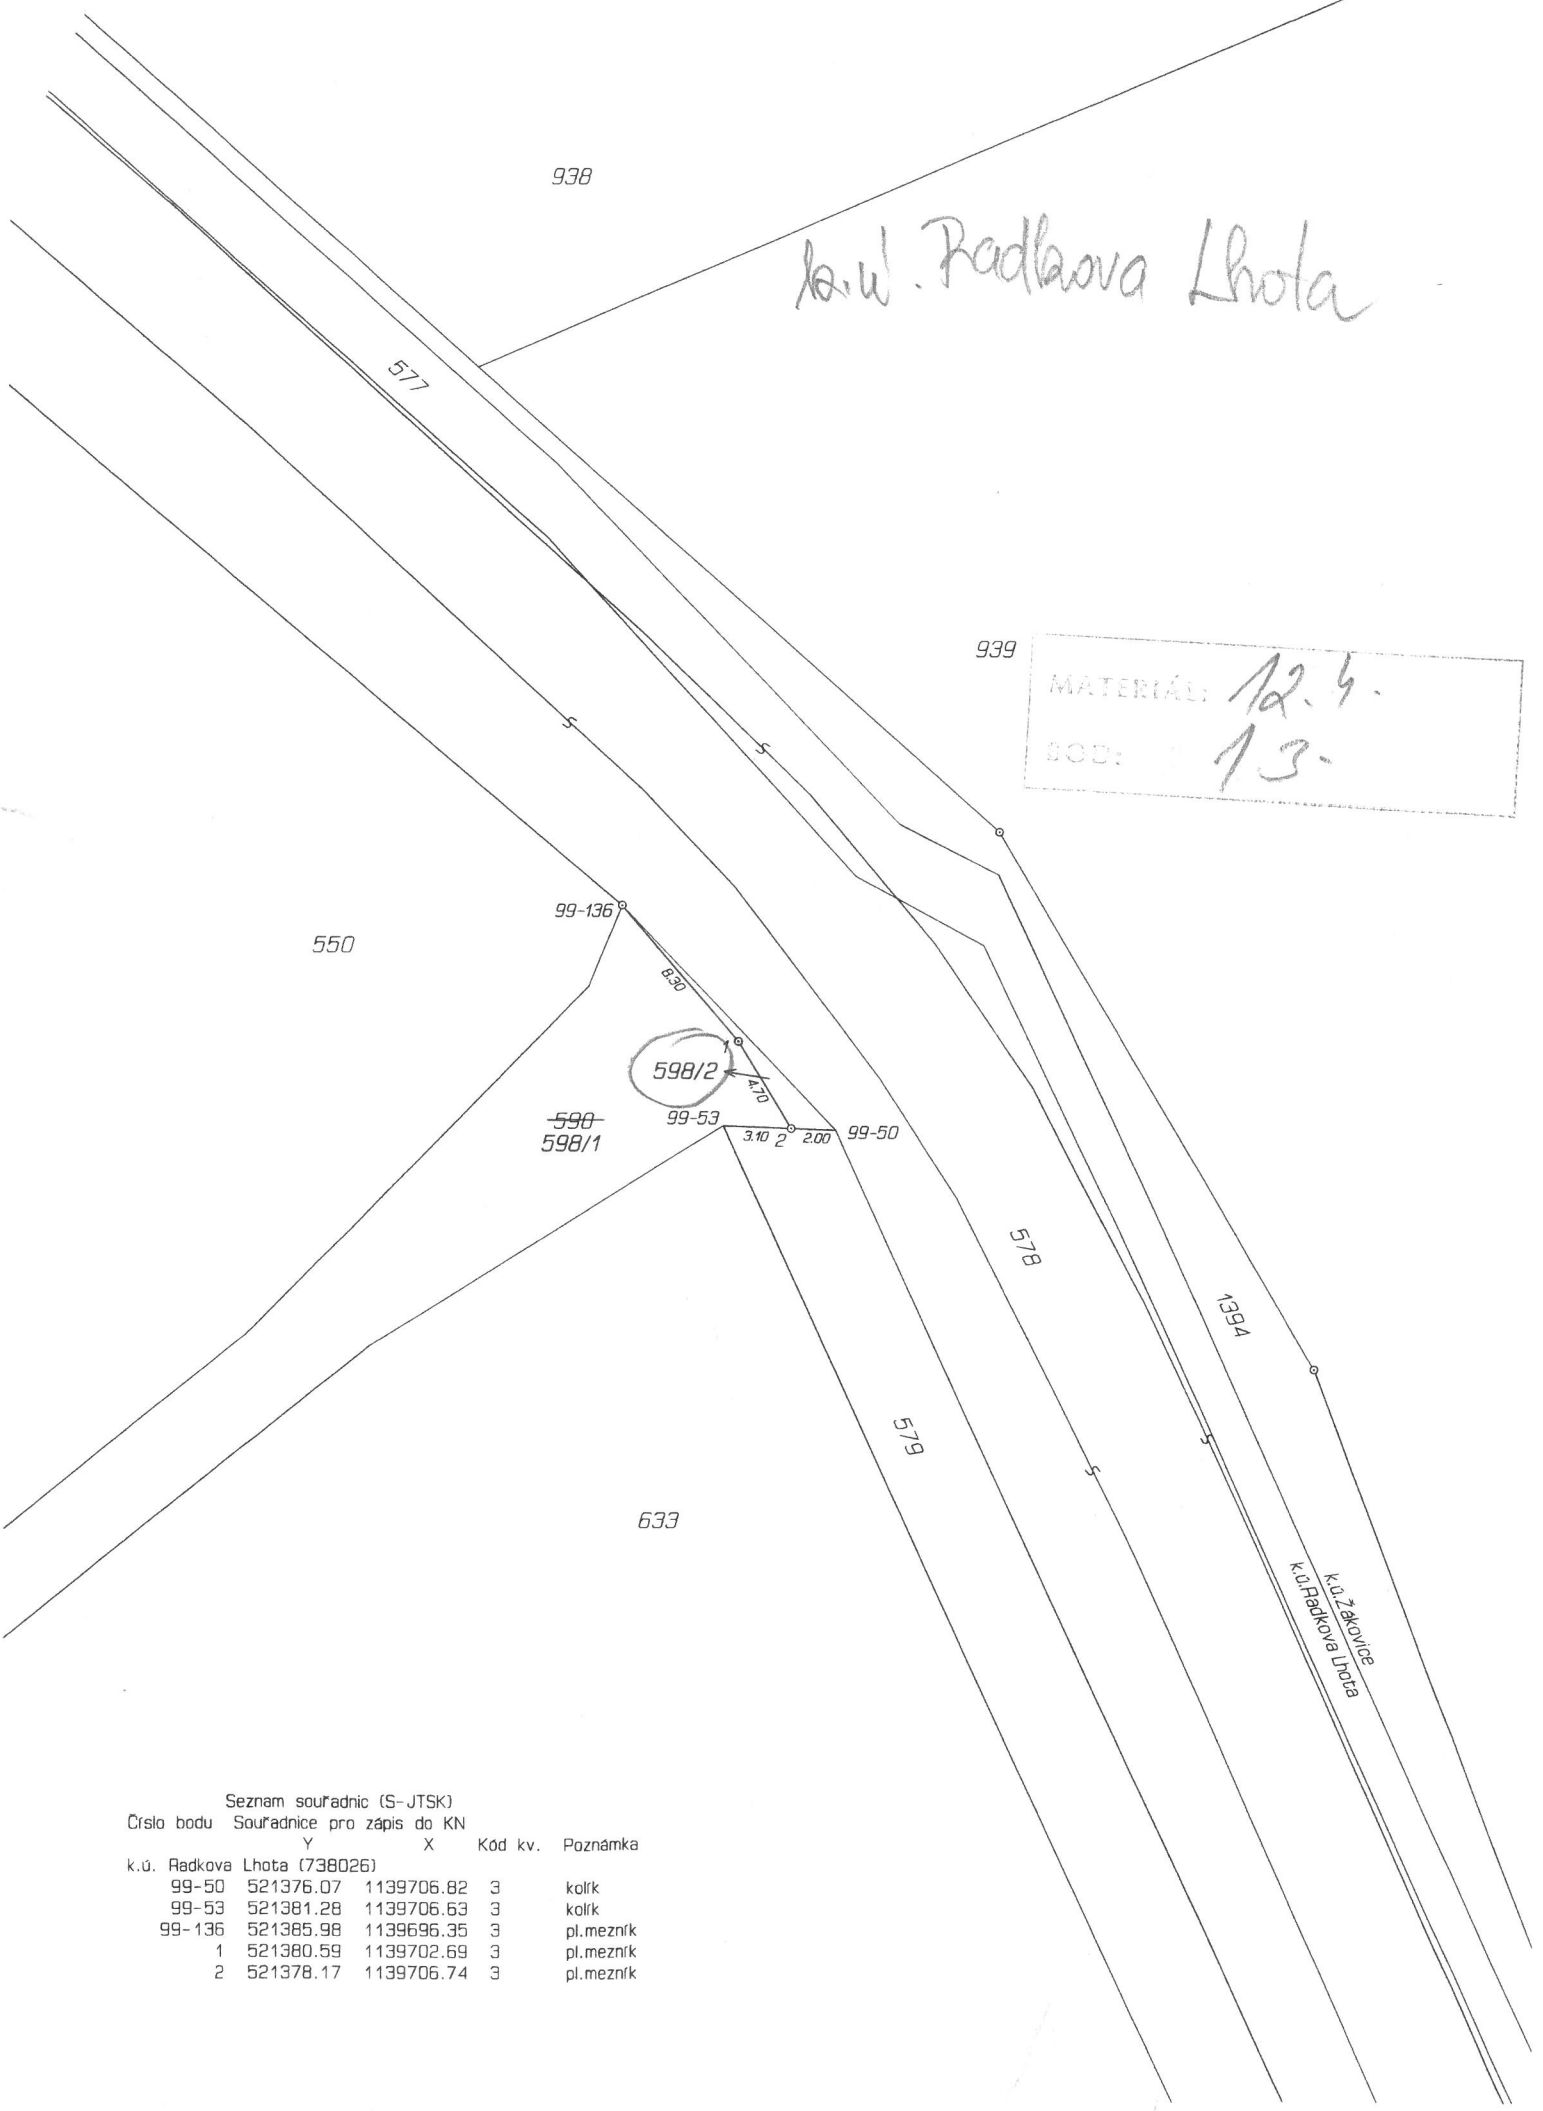 938
k.ú. Radkova Lhota
577
939
MATERIÁL: 12.4.
BOD: 13.
99-136
550
8.30
1
598/2
4.70
590
598/1
99-53
3.10 2 2.00
99-50
578
1394
579
633
k.ú.Žákovice
k.ú.Radkova Lhota
Seznam souřadnic (S-JTSK)
Číslo bodu Souřadnice pro zápis do KN
Y X Kód kv. Poznámka
k.ú. Radkova Lhota (738026)
99-50 521376.07 1139706.82 3 kolík
99-53 521381.28 1139706.63 3 kolík
99-136 521385.98 1139696.35 3 pl.mezník
1 521380.59 1139702.69 3 pl.mezník
2 521378.17 1139706.74 3 pl.mezník